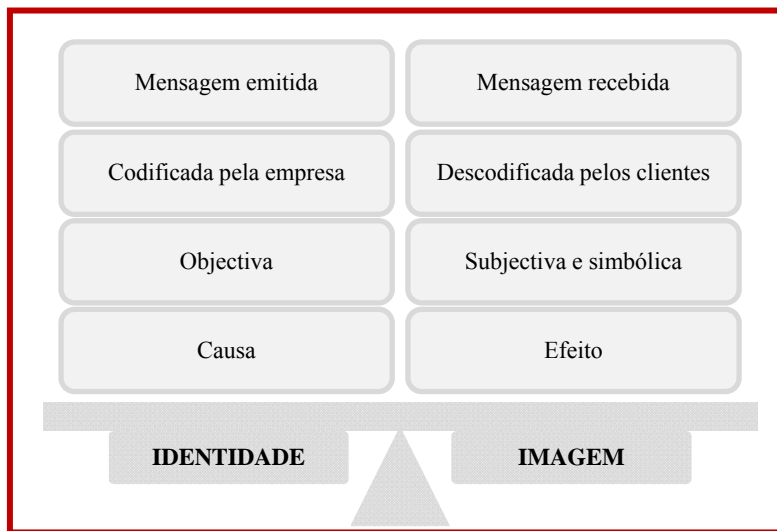 Mensagem emitida
Mensagem recebida
Codificada pela empresa
Descodificada pelos clientes
Objectiva
Subjectiva e simbólica
Causa
Efeito
IDENTIDADE
IMAGEM